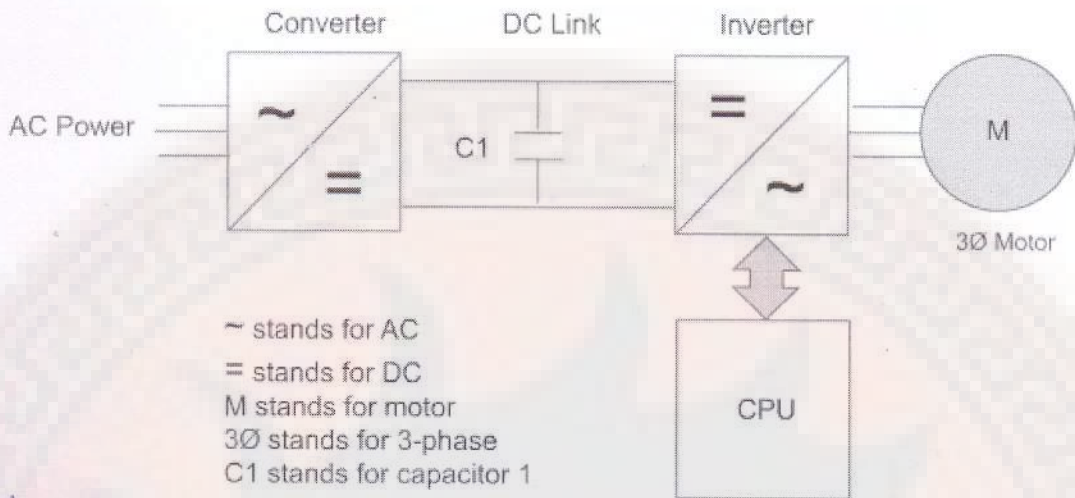 Converter DC Link Inverter
~ =
AC Power C1 M
= ~
3Ø Motor
~ stands for AC
= stands for DC
M stands for motor CPU
3Ø stands for 3-phase
C1 stands for capacitor 1